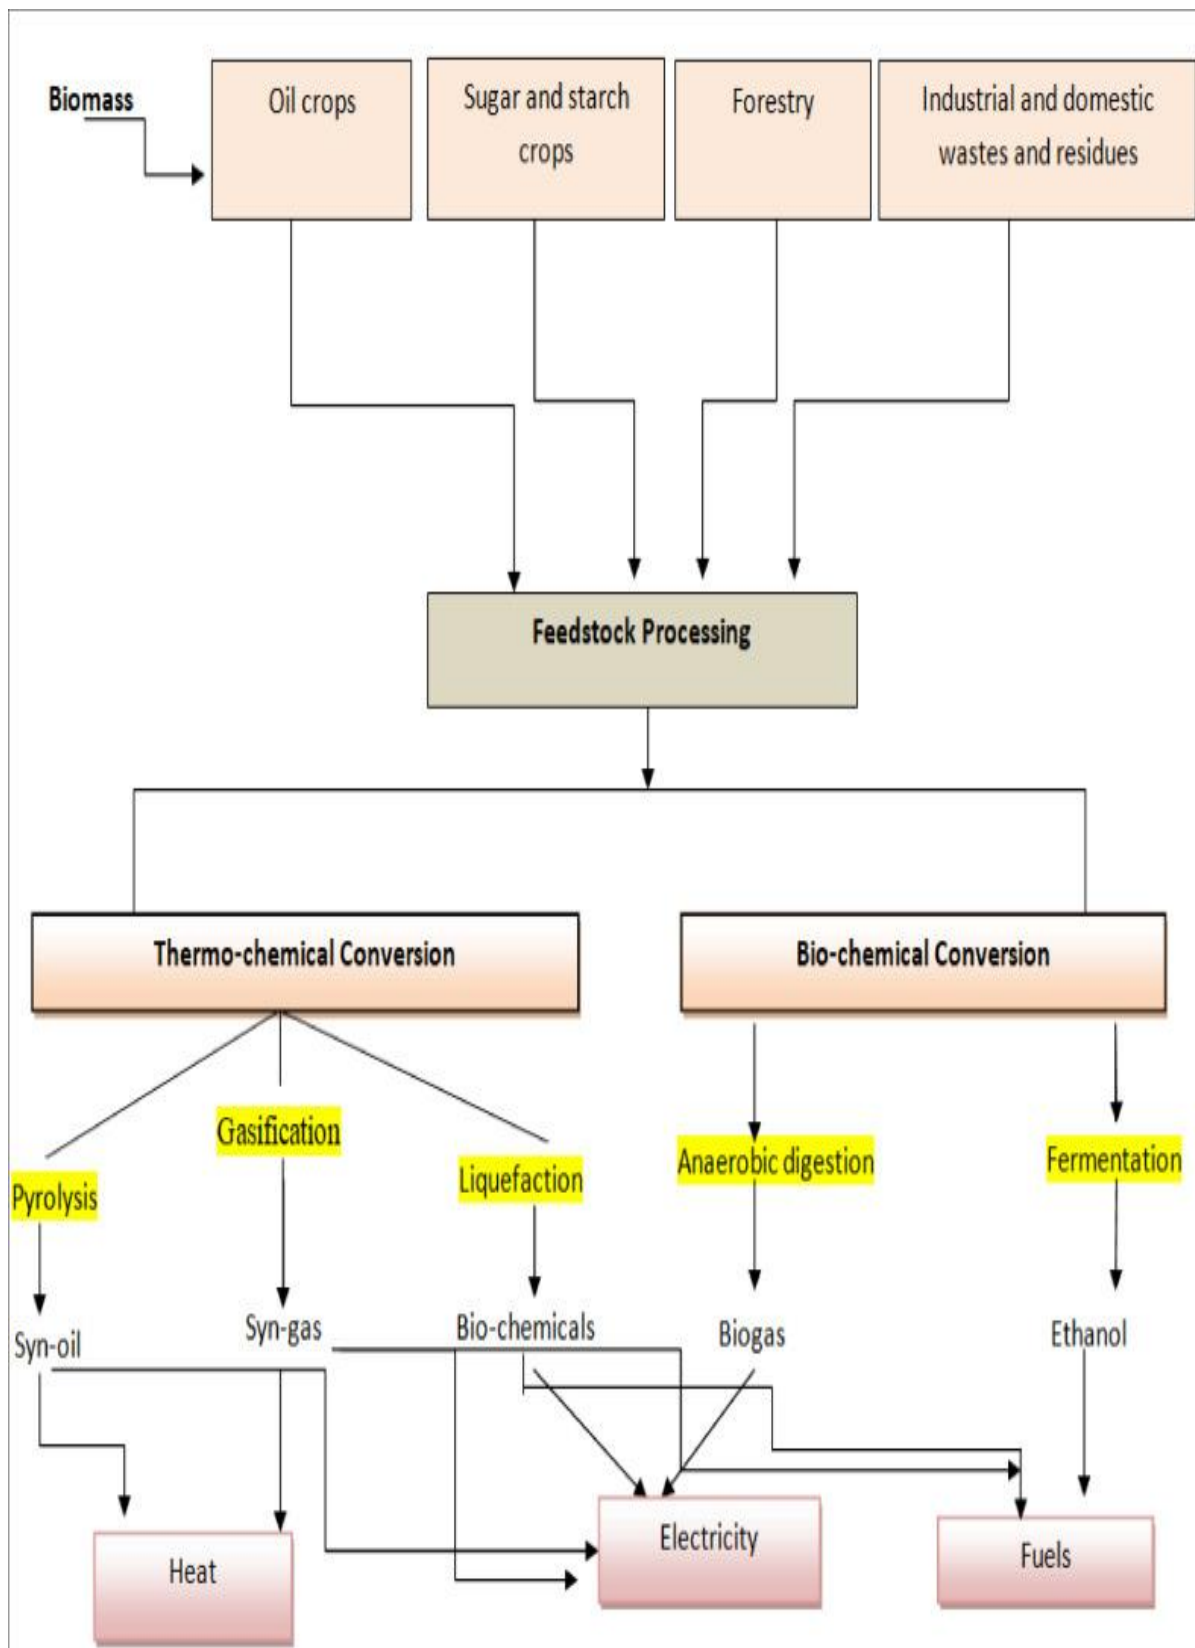 Biomass
Oil crops
Sugar and starch
crops
Forestry
Industrial and domestic
wastes and residues
Feedstock Processing
Thermo-chemical Conversion
Bio-chemical Conversion
Pyrolysis
Gasification
Liquefaction
Anaerobic digestion
Fermentation
Syn-oil
Syn-gas
Bio-chemicals
Biogas
Ethanol
Heat
Electricity
Fuels